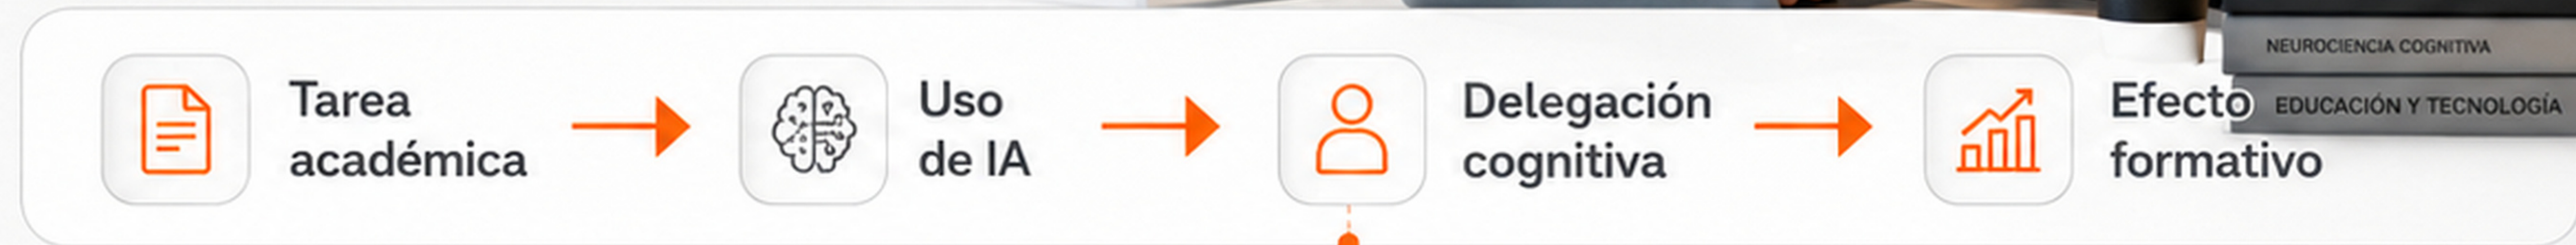 Tarea
académica
Uso
de IA
Delegación
cognitiva
Efecto
formativo
NEUROCIENCIA COGNITIVA
EDUCACIÓN Y TECNOLOGÍA